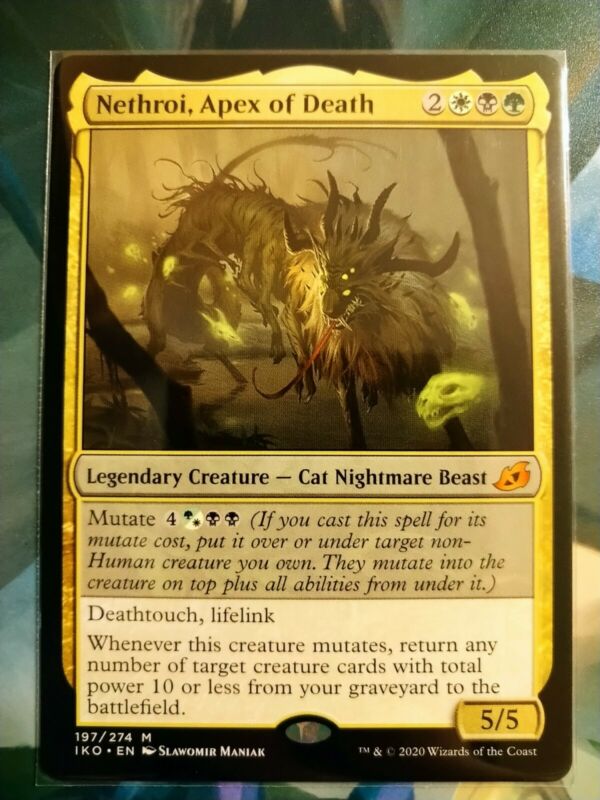 Nethroi, Apex of Death 2
Legendary Creature — Cat Nightmare Beast
Mutate 4 (If you cast this spell for its
mutate cost, put it over or under target non-
Human creature you own. They mutate into the
creature on top plus all abilities from under it.)
Deathtouch, lifelink
Whenever this creature mutates, return any
number of target creature cards with total
power 10 or less from your graveyard to the
battlefield.
5/5
197/274 M
IKO • EN Slawomir Maniak
™ & © 2020 Wizards of the Coast